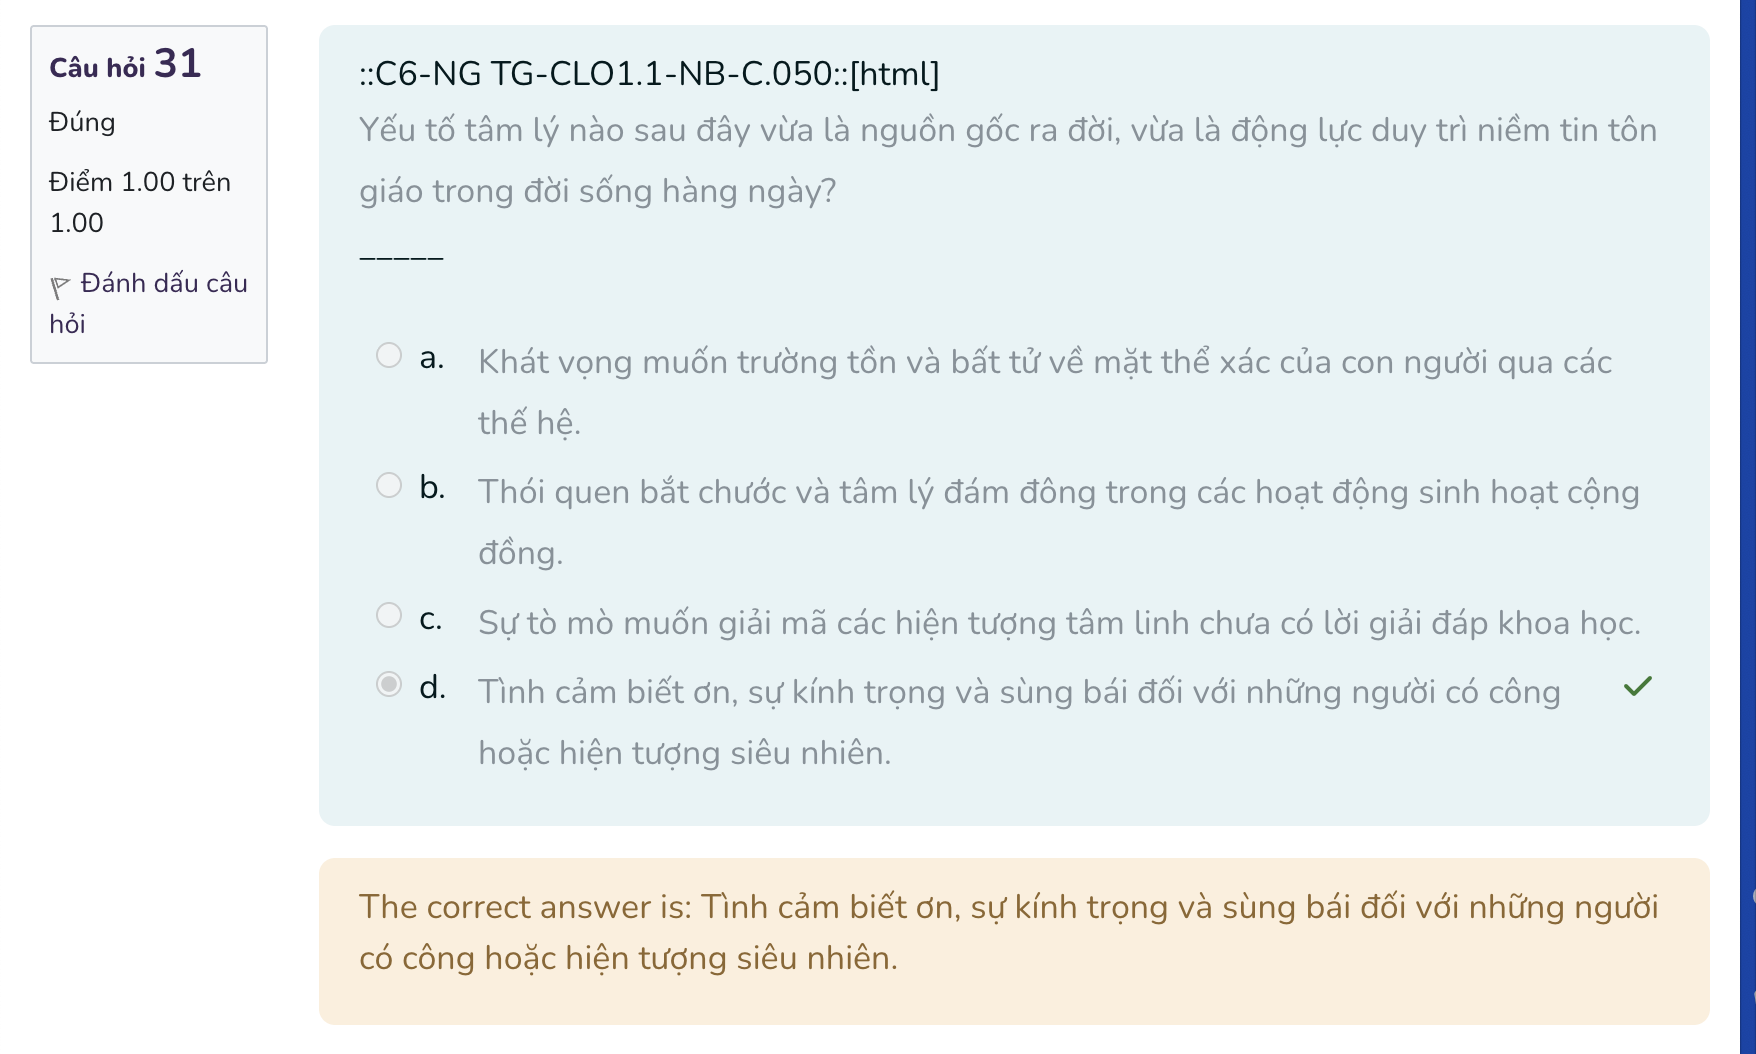 Câu hỏi 31
Đúng
Điểm 1.00 trên
1.00
Đánh dấu câu
hỏi
::C6-NG TG-CLO1.1-NB-C.050::[html]
Yếu tố tâm lý nào sau đây vừa là nguồn gốc ra đời, vừa là động lực duy trì niềm tin tôn
giáo trong đời sống hàng ngày?
_____
a. Khát vọng muốn trường tồn và bất tử về mặt thể xác của con người qua các
thế hệ.
b. Thói quen bắt chước và tâm lý đám đông trong các hoạt động sinh hoạt cộng
đồng.
c. Sự tò mò muốn giải mã các hiện tượng tâm linh chưa có lời giải đáp khoa học.
d. Tình cảm biết ơn, sự kính trọng và sùng bái đối với những người có công
hoặc hiện tượng siêu nhiên.
The correct answer is: Tình cảm biết ơn, sự kính trọng và sùng bái đối với những người
có công hoặc hiện tượng siêu nhiên.